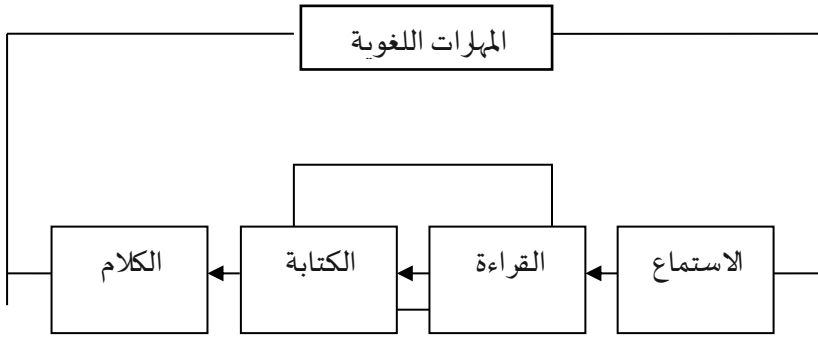 المهارات اللغوية
الاستماع
القراءة
الكتابة
الكلام